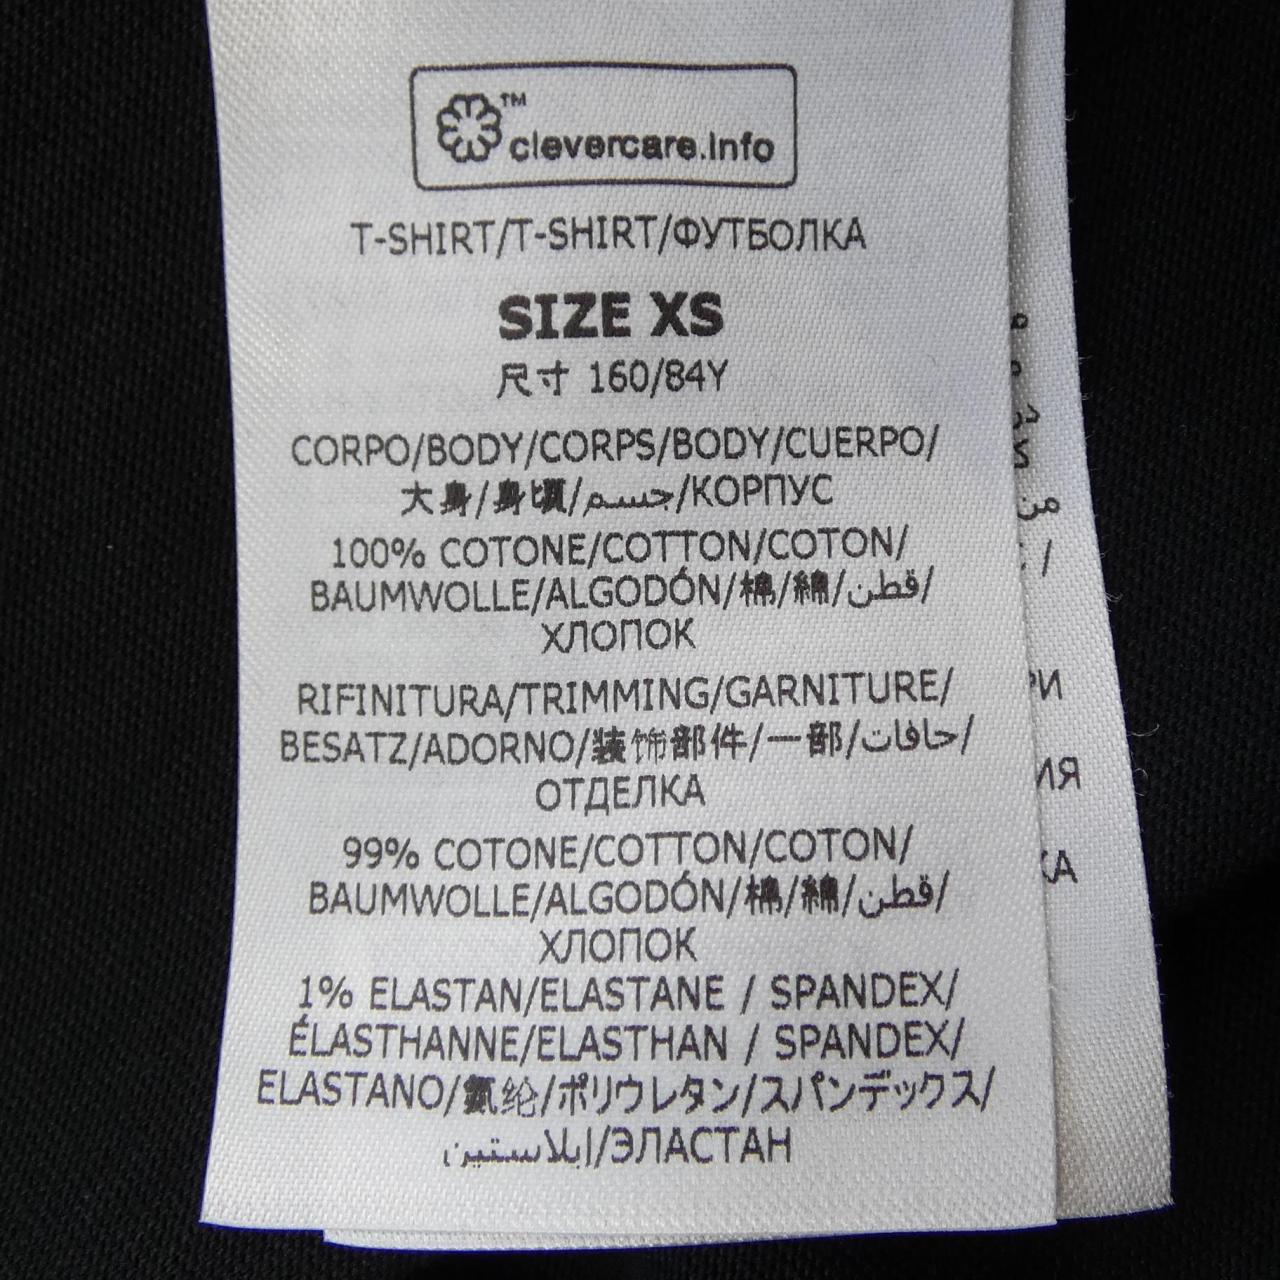 ™
clevercare.info
T-SHIRT/T-SHIRT/ФУТБОЛКА
SIZE XS
尺寸 160/84Y
CORPO/BODY/CORPS/BODY/CUERPO/
大身/身頃/جسم/КОРПУС
100% COTONE/COTTON/COTON/
BAUMWOLLE/ALGODÓN/棉/綿/قطن/
ХЛОПОК
RIFINITURA/TRIMMING/GARNITURE/
BESATZ/ADORNO/装饰部件/一部/حافات/
ОТДЕЛКА
99% COTONE/COTTON/COTON/
BAUMWOLLE/ALGODÓN/棉/綿/قطن/
ХЛОПОК
1% ELASTAN/ELASTANE / SPANDEX/
ÉLASTHANNE/ELASTHAN / SPANDEX/
ELASTANO/氨纶/ポリウレタン/スパンデックス/
إيلاستين/ЭЛАСТАН
من
РИ
ИЯ
КА